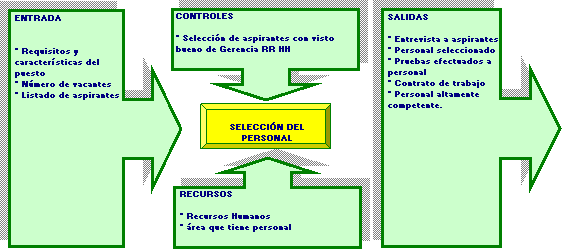 ENTRADA
* Requisitos y
características del
puesto
* Número de vacantes
* Listado de aspirantes
CONTROLES
* Selección de aspirantes con visto
bueno de Gerencia RR HH
SELECCIÓN DEL
PERSONAL
RECURSOS
* Recursos Humanos
* área que tiene personal
SALIDAS
* Entrevista a aspirantes
* Personal seleccionado
* Pruebas efectuados a
personal
* Contrato de trabajo
* Personal altamente
competente.